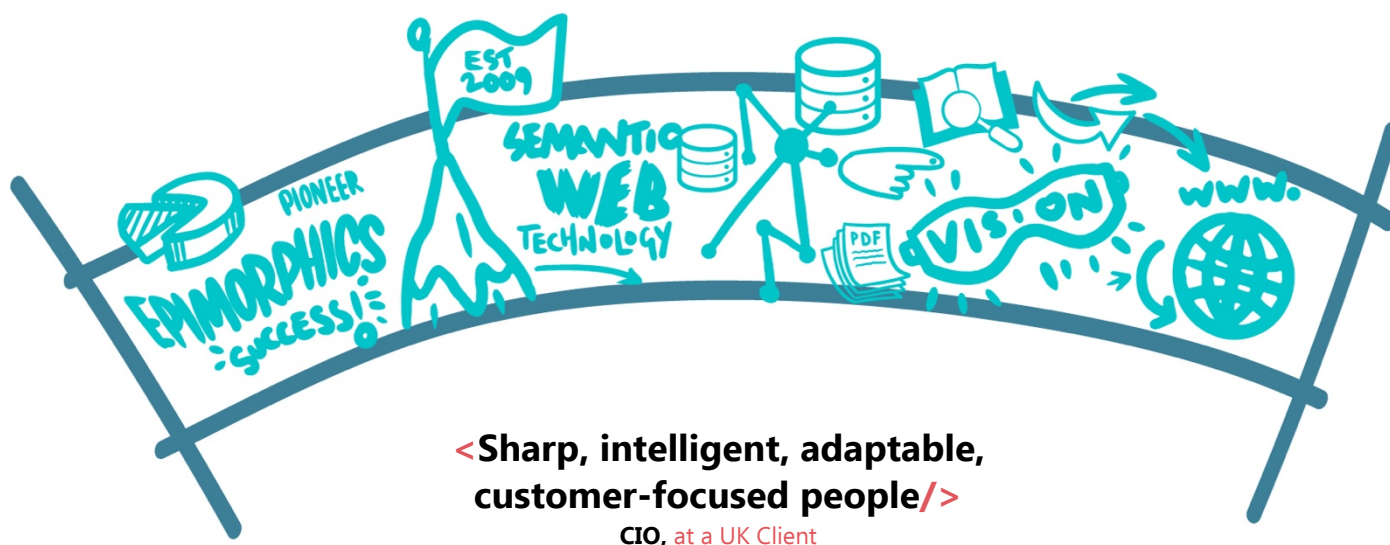 EST
2009
PIONEER
EPIMORPHICS
SUCCESS!
SEMANTIC
WEB
TECHNOLOGY
PDF
VISION
WWW.
<Sharp, intelligent, adaptable,
customer-focused people/>
CIO, at a UK Client